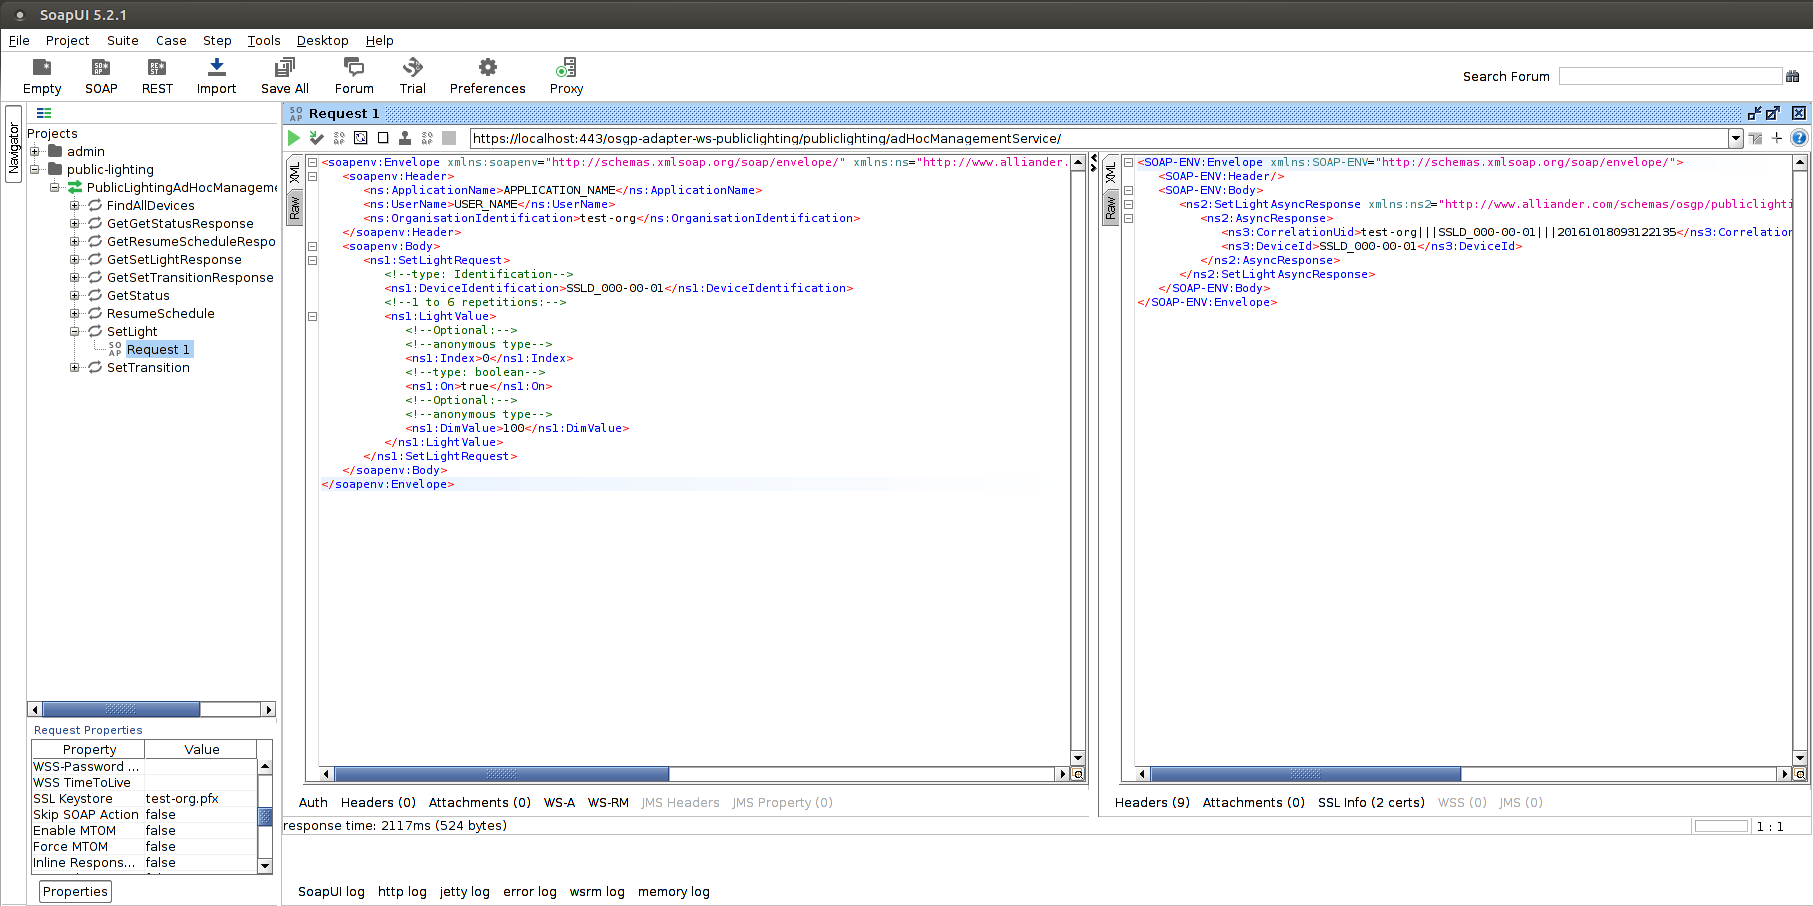 SoapUI 5.2.1
File Project Suite Case Step Tools Desktop Help
Empty SOAP REST Import Save All Forum Trial Preferences Proxy
Search Forum
Navigator
Projects
admin
public-lighting
PublicLightingAdHocManageme
FindAllDevices
GetGetStatusResponse
GetResumeScheduleRespo
GetSetLightResponse
GetSetTransitionResponse
GetStatus
ResumeSchedule
SetLight
Request 1
SetTransition
Request Properties
Property Value
WSS-Password ...
WSS TimeToLive
SSL Keystore test-org.pfx
Skip SOAP Action false
Enable MTOM false
Force MTOM false
Inline Respons... false
Properties
Request 1
https://localhost:443/osgp-adapter-ws-publiclighting/publiclighting/adHocManagementService/
XML
Raw
<soapenv:Envelope xmlns:soapenv="http://schemas.xmlsoap.org/soap/envelope/" xmlns:ns="http://www.alliander.
<soapenv:Header>
<ns:ApplicationName>APPLICATION_NAME</ns:ApplicationName>
<ns:UserName>USER_NAME</ns:UserName>
<ns:OrganisationIdentification>test-org</ns:OrganisationIdentification>
</soapenv:Header>
<soapenv:Body>
<ns1:SetLightRequest>
<!--type: Identification-->
<ns1:DeviceIdentification>SSLD_000-00-01</ns1:DeviceIdentification>
<!--1 to 6 repetitions:-->
<ns1:LightValue>
<!--Optional:-->
<!--anonymous type-->
<ns1:Index>0</ns1:Index>
<!--type: boolean-->
<ns1:On>true</ns1:On>
<!--Optional:-->
<!--anonymous type-->
<ns1:DimValue>100</ns1:DimValue>
</ns1:LightValue>
</ns1:SetLightRequest>
</soapenv:Body>
</soapenv:Envelope>
Auth Headers (0) Attachments (0) WS-A WS-RM JMS Headers JMS Property (0)
XML
Raw
<SOAP-ENV:Envelope xmlns:SOAP-ENV="http://schemas.xmlsoap.org/soap/envelope/">
<SOAP-ENV:Header/>
<SOAP-ENV:Body>
<ns2:SetLightAsyncResponse xmlns:ns2="http://www.alliander.com/schemas/osgp/publiclighti
<ns2:AsyncResponse>
<ns3:CorrelationUid>test-org|||SSLD_000-00-01|||20161018093122135</ns3:Correlation
<ns3:DeviceId>SSLD_000-00-01</ns3:DeviceId>
</ns2:AsyncResponse>
</ns2:SetLightAsyncResponse>
</SOAP-ENV:Body>
</SOAP-ENV:Envelope>
Headers (9) Attachments (0) SSL Info (2 certs) WSS (0) JMS (0)
response time: 2117ms (524 bytes)
1 : 1
SoapUI log http log jetty log error log wsrm log memory log